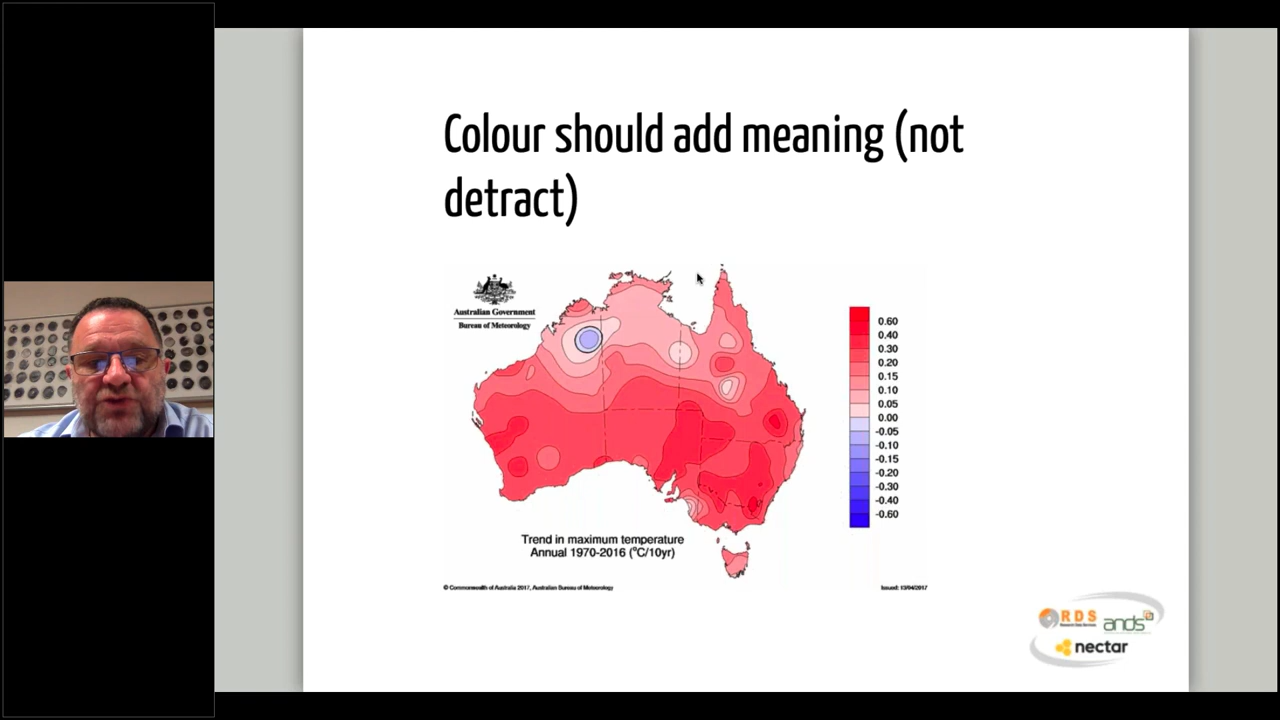 Colour should add meaning (not
detract)
Australian Government
Bureau of Meteorology
0.60
0.40
0.30
0.20
0.15
0.10
0.05
0.00
-0.05
-0.10
-0.15
-0.20
-0.30
-0.40
-0.60
Trend in maximum temperature
Annual 1970-2016 (°C/10yr)
© Commonwealth of Australia 2017, Australian Bureau of Meteorology
Issued: 13/04/2017
RDS
Research Data Services
ands
nectar